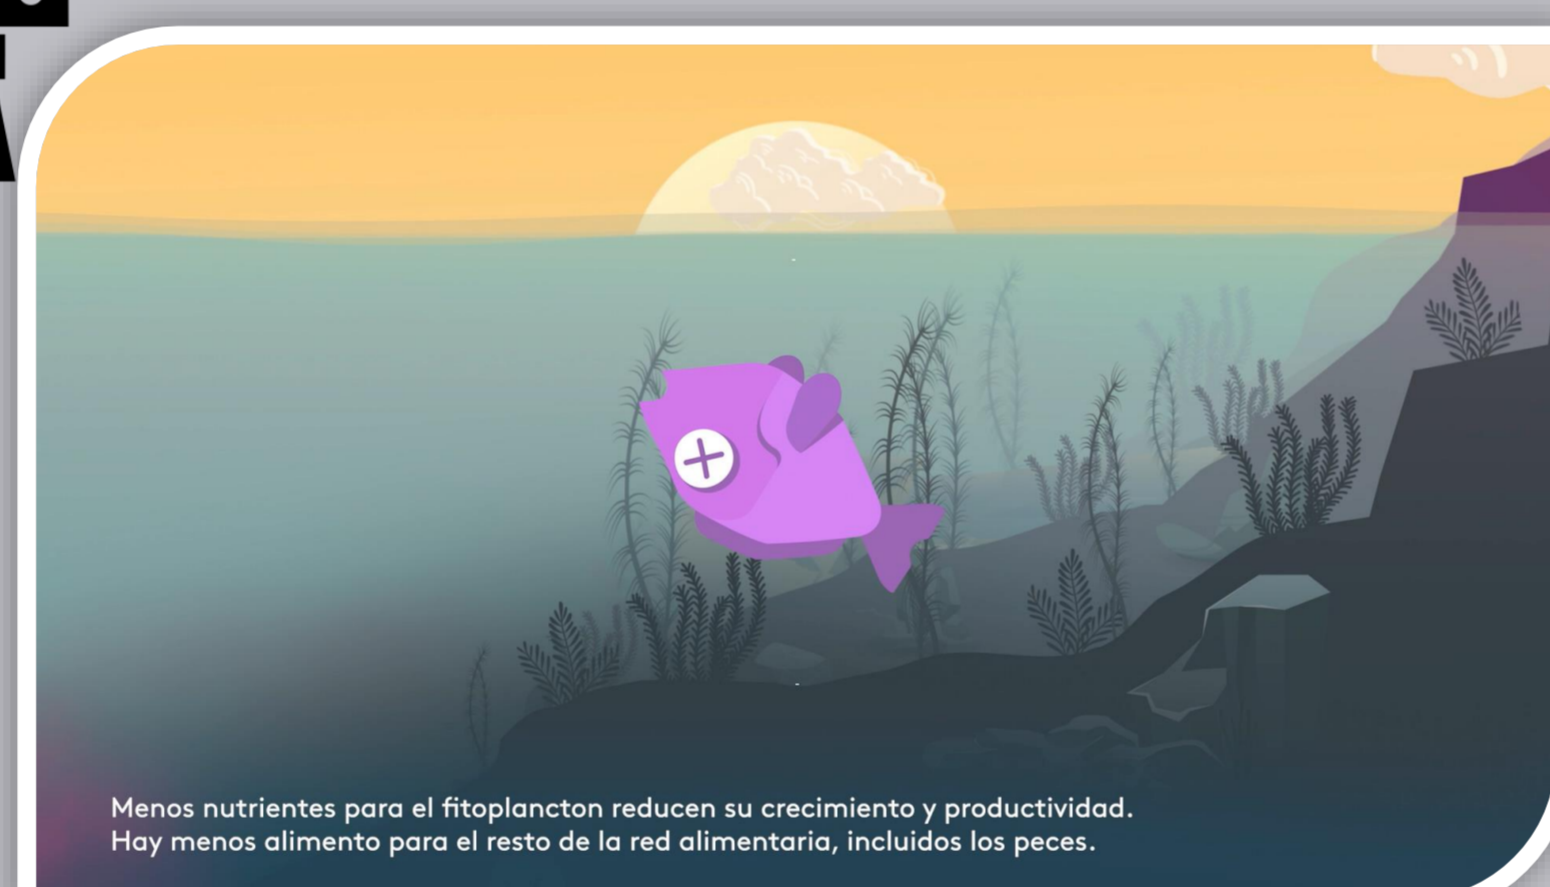 Menos nutrientes para el fitoplancton reducen su crecimiento y productividad.
Hay menos alimento para el resto de la red alimentaria, incluidos los peces.